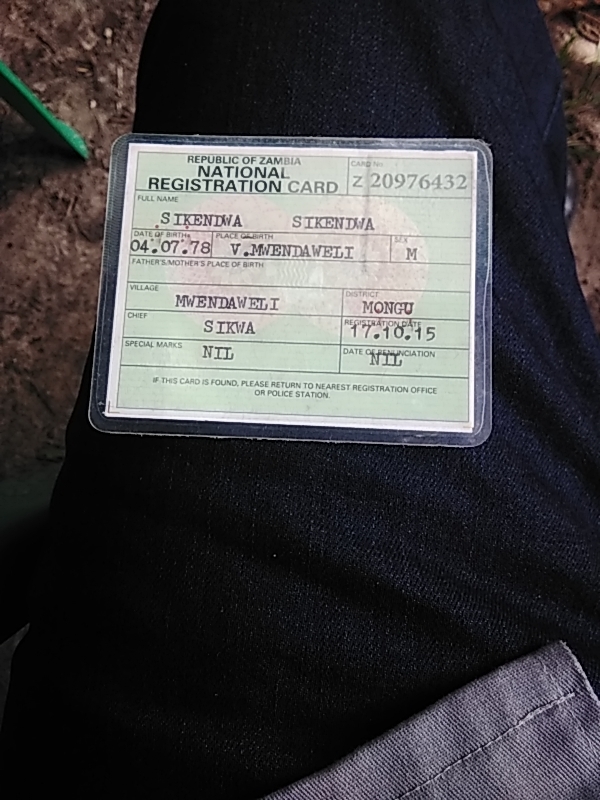 REPUBLIC OF ZAMBIA
NATIONAL
REGISTRATION CARD
CARD No
Z 20976432
FULL NAME
SIKENDWA SIKENDWA
DATE OF BIRTH PLACE OF BIRTH SEX
04.07.78 V.MWENDAWELI M
FATHER'S/MOTHER'S PLACE OF BIRTH
VILLAGE DISTRICT
MWENDAWELI MONGU
CHIEF REGISTRATION DATE
SIKWA 17.10.15
SPECIAL MARKS DATE OF RENUNCIATION
NIL NIL
IF THIS CARD IS FOUND, PLEASE RETURN TO NEAREST REGISTRATION OFFICE
OR POLICE STATION.